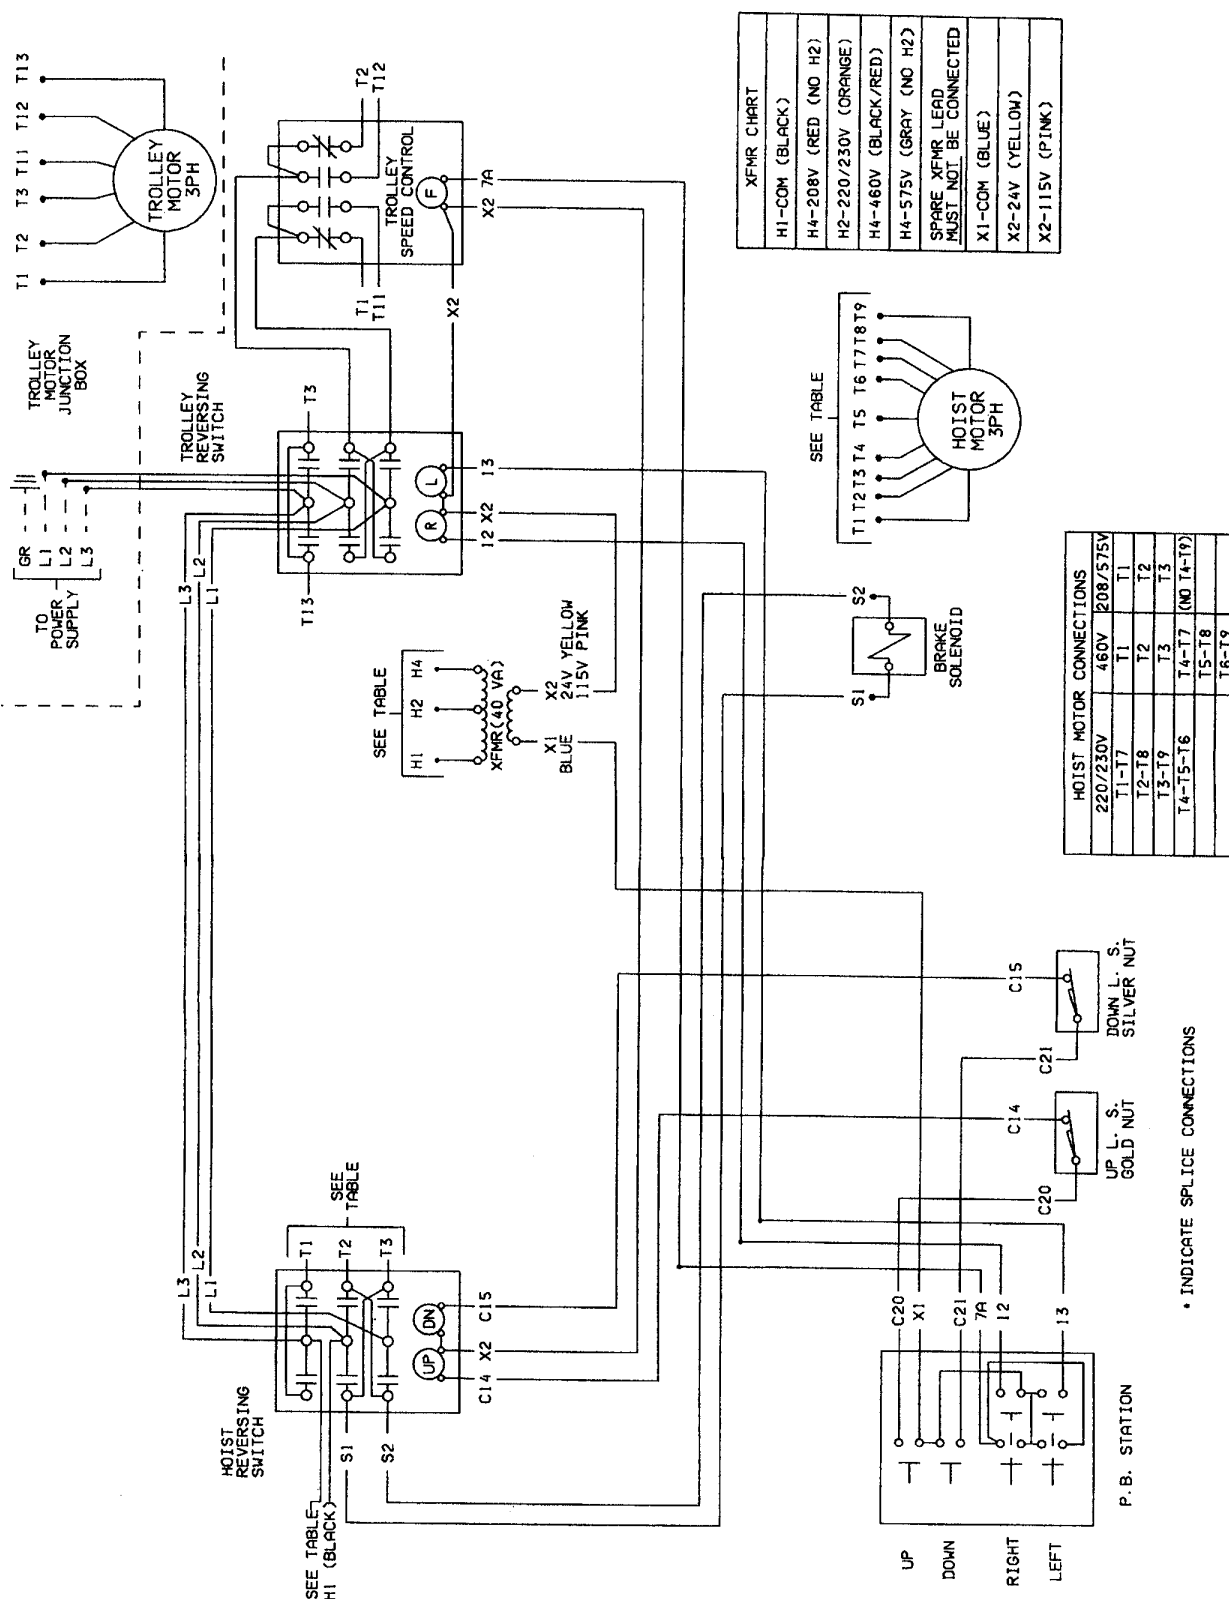 T1
T2
T3
T11
T12
T13
TROLLEY
MOTOR
3PH
TROLLEY
MOTOR
JUNCTION
BOX
TO
POWER
SUPPLY
GR
L1
L2
L3
TROLLEY
REVERSING
SWITCH
T13
T3
L3
L2
L1
R
L
12
X2
13
X2
T1
T11
T2
T12
TROLLEY
SPEED CONTROL
F
X2
7A
SEE TABLE
H1
H2
H4
XFMR(40 VA)
X1
BLUE
X2
24V YELLOW
115V PINK
HOIST
REVERSING
SWITCH
L3
L2
L1
T1
T2
T3
SEE
TABLE
UP
DN
C14
X2
C15
S1
S2
SEE TABLE
H1 (BLACK)
S1
S2
BRAKE
SOLENOID
SEE TABLE
T1
T2
T3
T4
T5
T6
T7
T8
T9
HOIST
MOTOR
3PH
XFMR CHART
H1-COM (BLACK)
H4-208V (RED (NO H2)
H2-220/230V (ORANGE)
H4-460V (BLACK/RED)
H4-575V (GRAY (NO H2)
SPARE XFMR LEAD
MUST NOT BE CONNECTED
X1-COM (BLUE)
X2-24V (YELLOW)
X2-115V (PINK)
HOIST MOTOR CONNECTIONS
220/230V 460V 208/575V
T1-T7 T1 T1
T2-T8 T2 T2
T3-T9 T3 T3
T4-T5-T6 T4-T7 (NO T4-T9)
T5-T8
T6-T9
C15
C21
DOWN L. S.
SILVER NUT
C14
C20
UP L. S.
GOLD NUT
C20
X1
C21
7A
12
13
UP
DOWN
RIGHT
LEFT
P.B. STATION
* INDICATE SPLICE CONNECTIONS